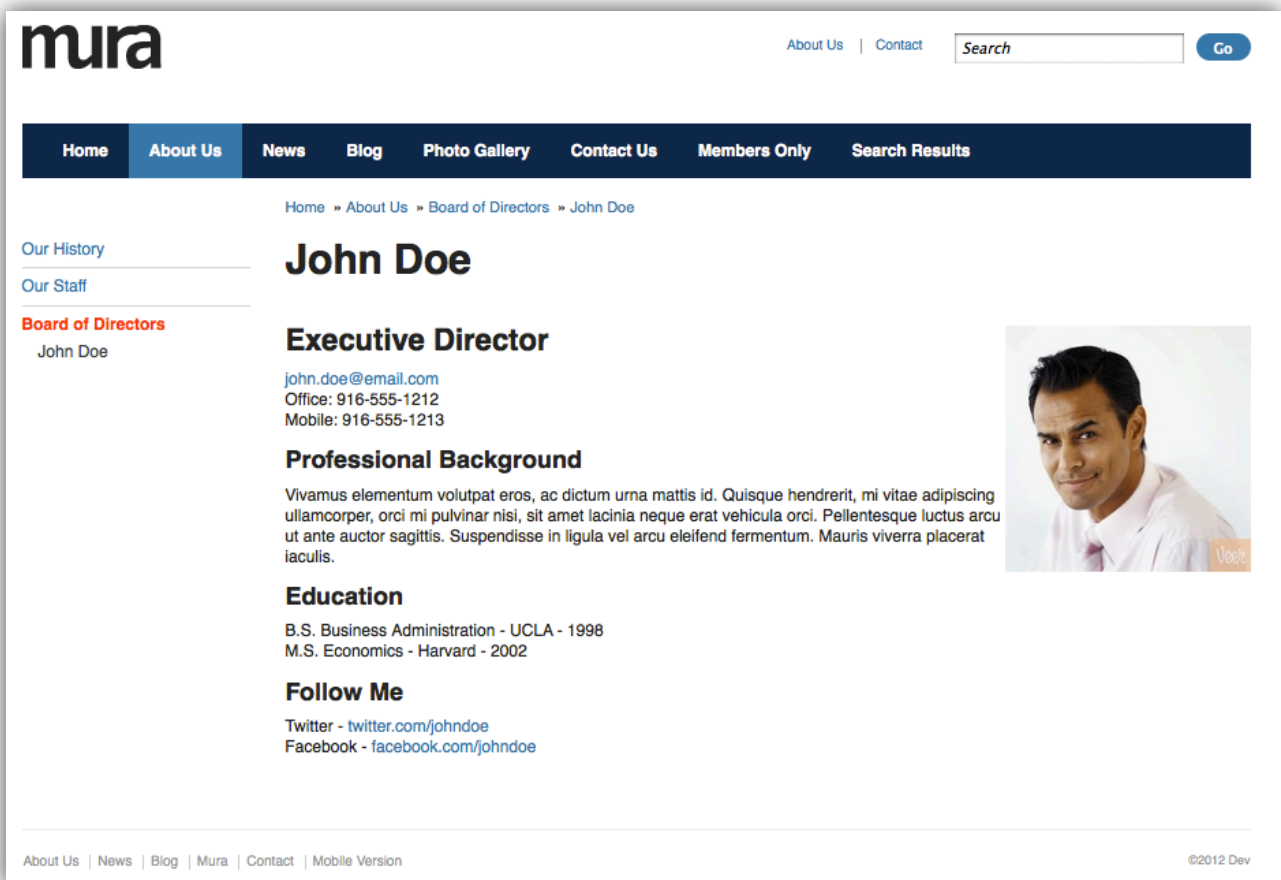 mura
About Us | Contact
Search
Go
Home About Us News Blog Photo Gallery Contact Us Members Only Search Results
Home » About Us » Board of Directors » John Doe
Our History
Our Staff
Board of Directors
John Doe
John Doe
Executive Director
john.doe@email.com
Office: 916-555-1212
Mobile: 916-555-1213
Professional Background
Vivamus elementum volutpat eros, ac dictum urna mattis id. Quisque hendrerit, mi vitae adipiscing
ullamcorper, orci mi pulvinar nisi, sit amet lacinia neque erat vehicula orci. Pellentesque luctus arcu
ut ante auctor sagittis. Suspendisse in ligula vel arcu eleifend fermentum. Mauris viverra placerat
iaculis.
Veer
Education
B.S. Business Administration - UCLA - 1998
M.S. Economics - Harvard - 2002
Follow Me
Twitter - twitter.com/johndoe
Facebook - facebook.com/johndoe
About Us | News | Blog | Mura | Contact | Mobile Version
©2012 Dev